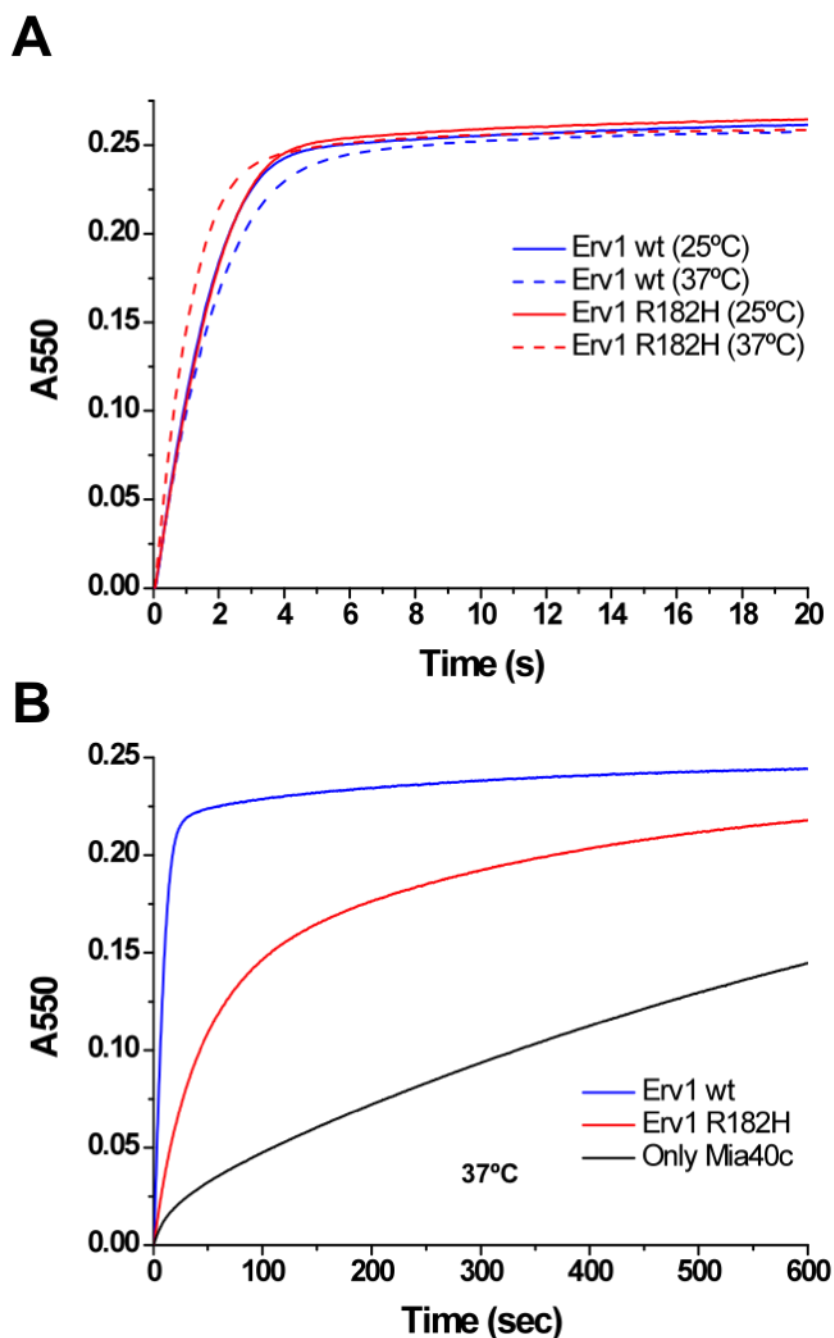 A
0.25
0.20
0.15
0.10
0.05
0.00
A550
Erv1 wt (25ºC)
Erv1 wt (37ºC)
Erv1 R182H (25ºC)
Erv1 R182H (37ºC)
0 2 4 6 8 10 12 14 16 18 20
Time (s)
B
0.25
0.20
0.15
0.10
0.05
0.00
A550
Erv1 wt
Erv1 R182H
Only Mia40c
37ºC
0 100 200 300 400 500 600
Time (sec)